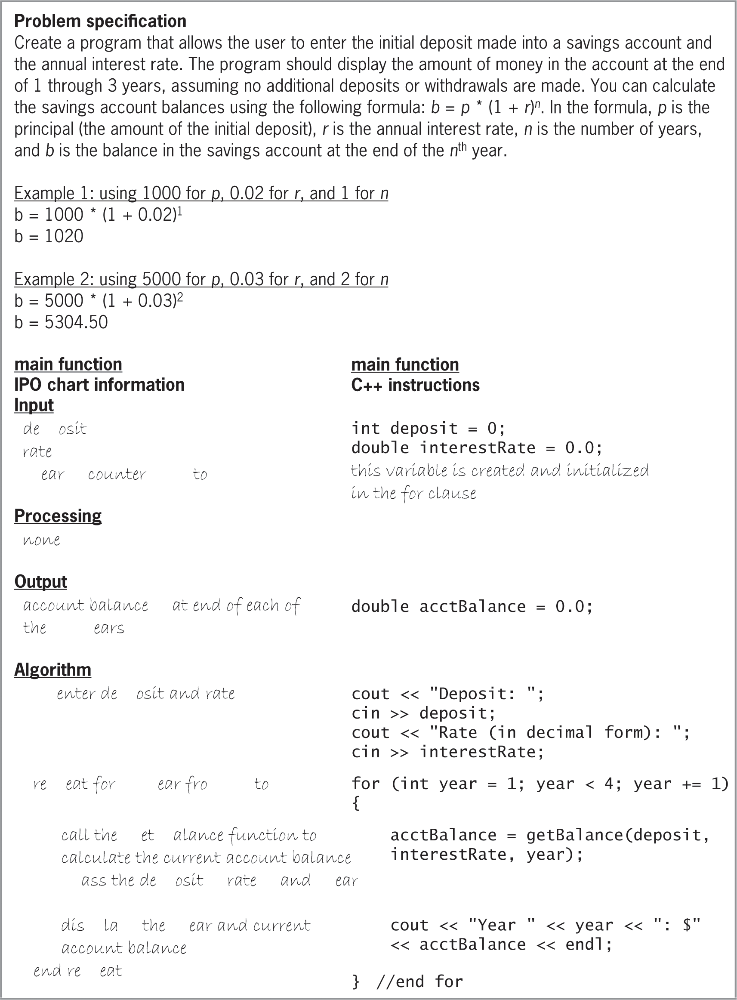 Problem specification
Create a program that allows the user to enter the initial deposit made into a savings account and
the annual interest rate. The program should display the amount of money in the account at the end
of 1 through 3 years, assuming no additional deposits or withdrawals are made. You can calculate
the savings account balances using the following formula: b = p * (1 + r)ⁿ. In the formula, p is the
principal (the amount of the initial deposit), r is the annual interest rate, n is the number of years,
and b is the balance in the savings account at the end of the nth year.
Example 1: using 1000 for p, 0.02 for r, and 1 for n
b = 1000 * (1 + 0.02)¹
b = 1020
Example 2: using 5000 for p, 0.03 for r, and 2 for n
b = 5000 * (1 + 0.03)²
b = 5304.50
main function
IPO chart information
Input
de osit
rate
ear counter to
Processing
none
Output
account balance at end of each of
the ears
Algorithm
enter de osit and rate
re eat for ear fro to
call the et alance function to
calculate the current account balance
ass the de osit rate and ear
dis la the ear and current
account balance
end re eat
main function
C++ instructions
int deposit = 0;
double interestRate = 0.0;
this variable is created and initialized
in the for clause
double acctBalance = 0.0;
cout << "Deposit: ";
cin >> deposit;
cout << "Rate (in decimal form): ";
cin >> interestRate;
for (int year = 1; year < 4; year += 1)
{
acctBalance = getBalance(deposit,
interestRate, year);
cout << "Year " << year << ": $"
<< acctBalance << endl;
} //end for